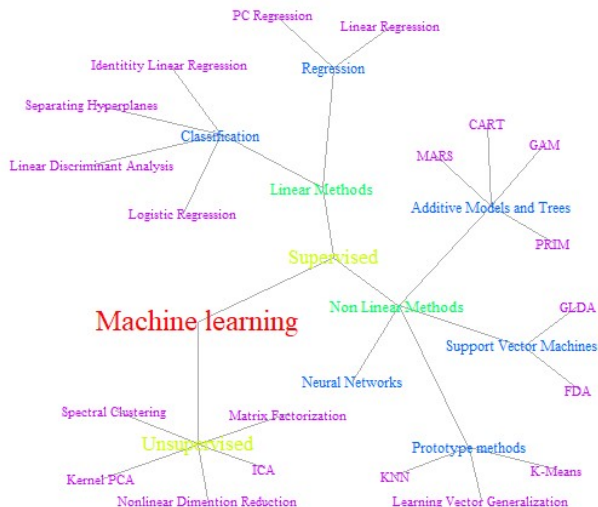 PC Regression
Linear Regression
Regression
Identitity Linear Regression
Separating Hyperplanes
Classification
Linear Discriminant Analysis
Logistic Regression
Linear Methods
CART
MARS
GAM
Additive Models and Trees
PRIM
Supervised
Non Linear Methods
GLDA
Machine learning
Support Vector Machines
Neural Networks
FDA
Spectral Clustering
Matrix Factorization
Unsupervised
Prototype methods
ICA
Kernel PCA
KNN
K-Means
Nonlinear Dimention Reduction
Learning Vector Generalization